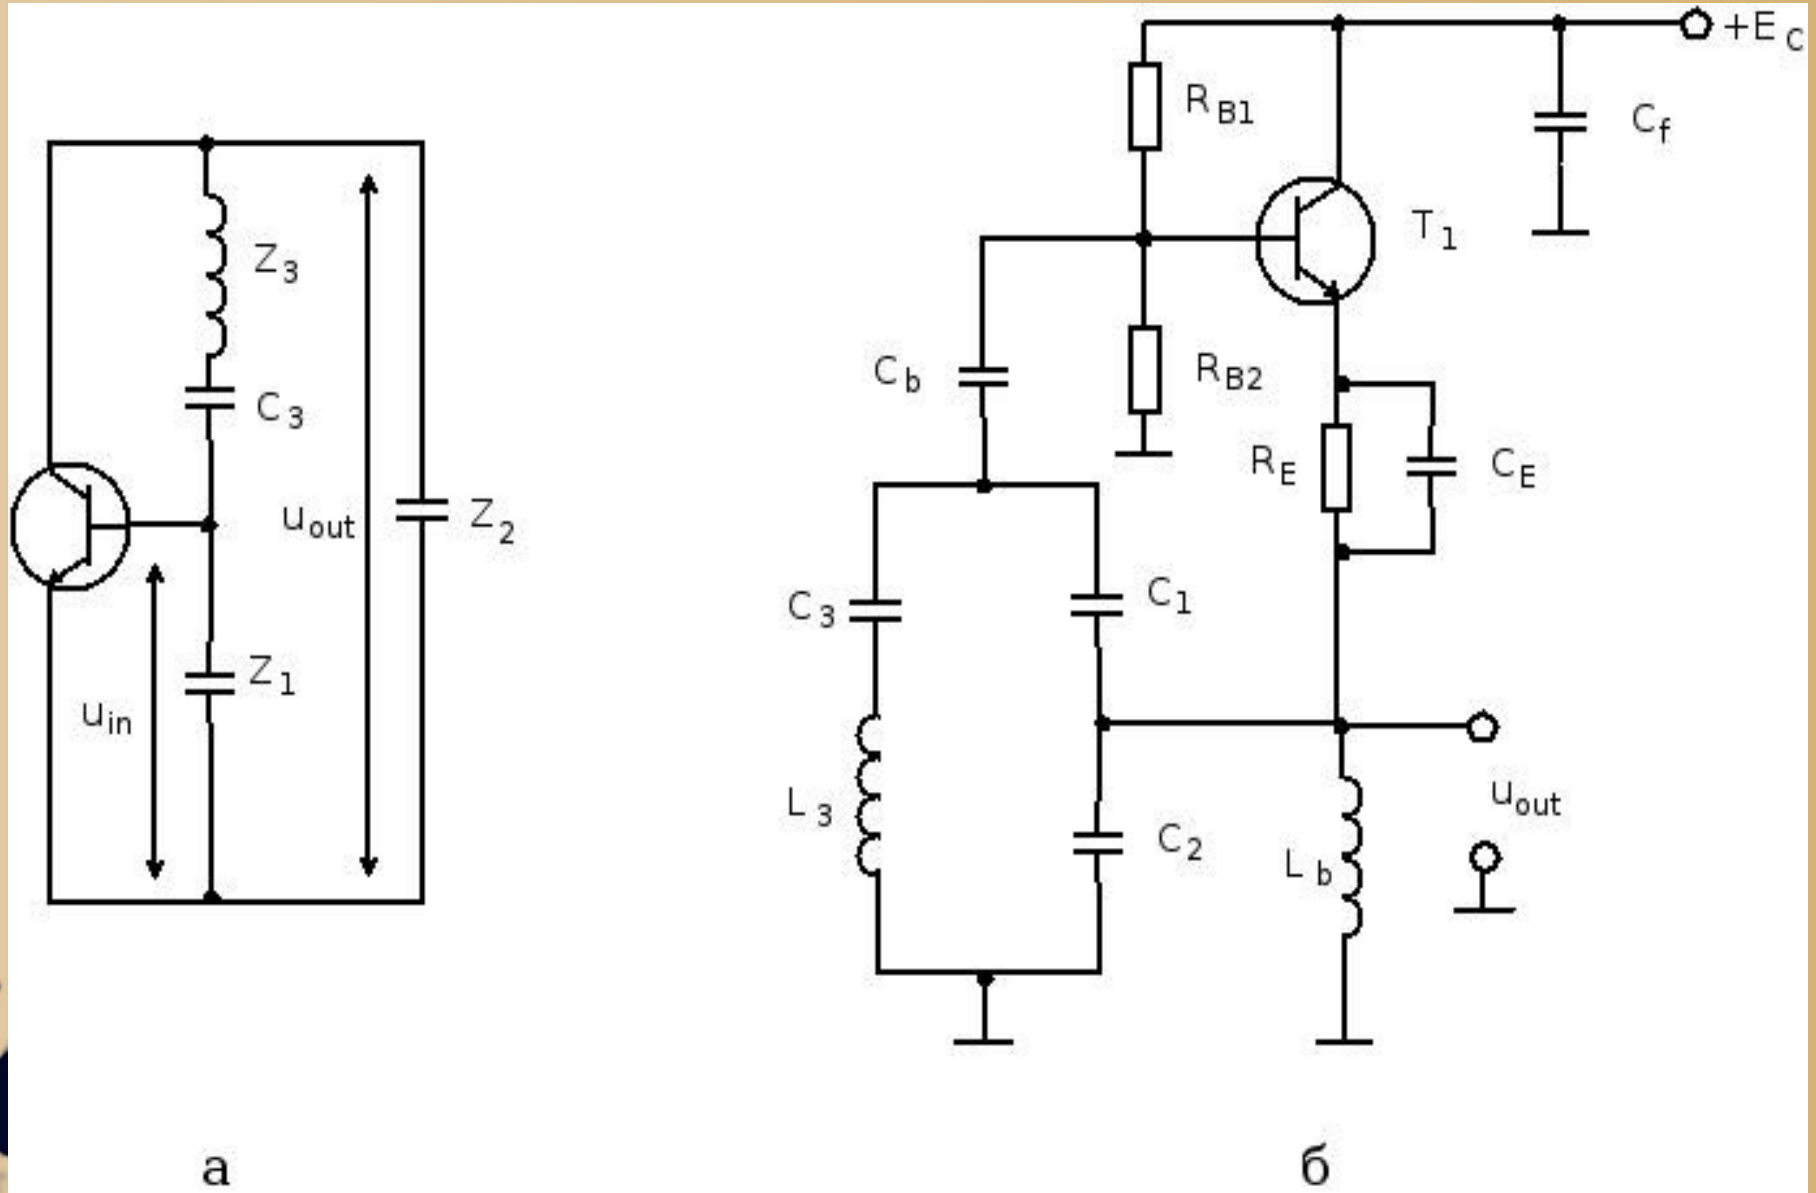 Z3
C3
uout
Z2
Z1
uin
+EC
RB1
Cf
T1
Cb
RB2
RE
CE
C3
C1
L3
C2
Lb
uout
а
б